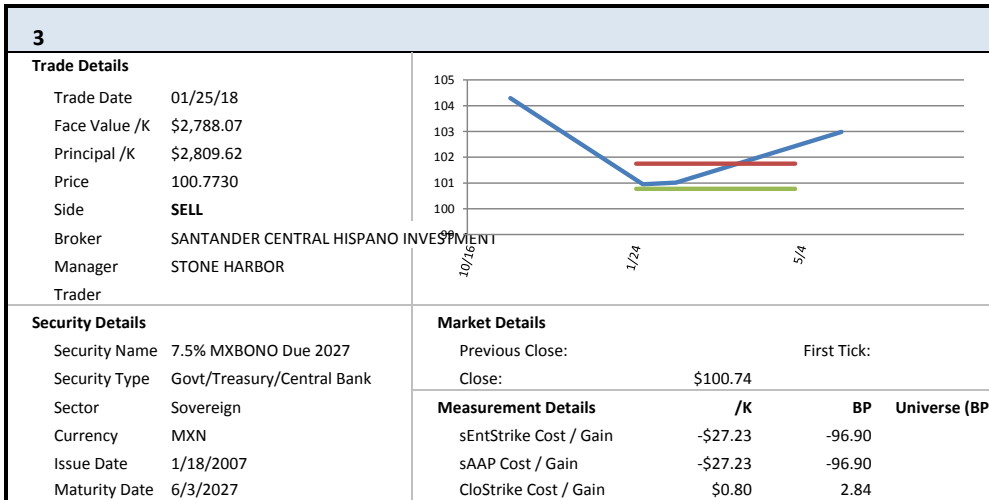 3
Trade Details
Trade Date 01/25/18
Face Value /K $2,788.07
Principal /K $2,809.62
Price 100.7730
Side SELL
Broker SANTANDER CENTRAL HISPANO INVESTMENT
Manager STONE HARBOR
Trader
105
104
103
102
101
100
99
10/16
1/24
5/4
Security Details
Security Name 7.5% MXBONO Due 2027
Security Type Govt/Treasury/Central Bank
Sector Sovereign
Currency MXN
Issue Date 1/18/2007
Maturity Date 6/3/2027
Market Details
Previous Close: First Tick:
Close: $100.74
Measurement Details /K BP Universe (BP
sEntStrike Cost / Gain -$27.23 -96.90
sAAP Cost / Gain -$27.23 -96.90
CloStrike Cost / Gain $0.80 2.84